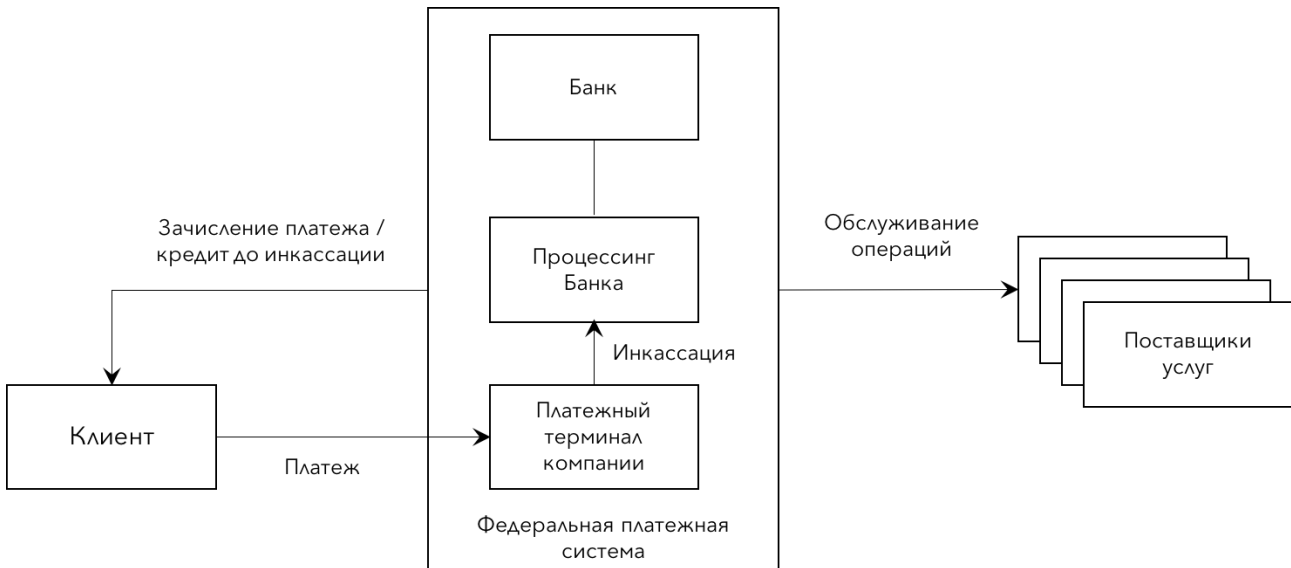 Банк
Зачисление платежа /
кредит до инкассации
Процессинг
Банка
Обслуживание
операций
Инкассация
Поставщики
услуг
Клиент
Платеж
Платежный
терминал
компании
Федеральная платежная
система